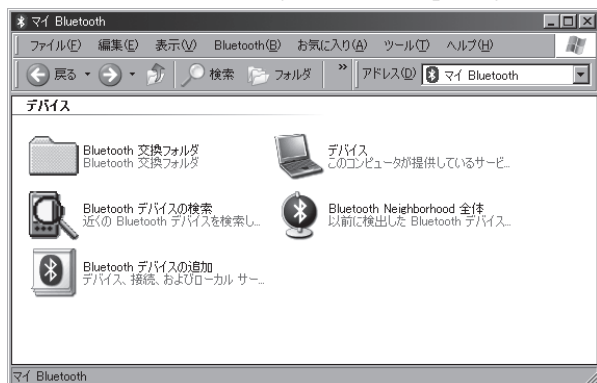 マイ Bluetooth
ファイル(F) 編集(E) 表示(V) Bluetooth(B) お気に入り(A) ツール(T) ヘルプ(H)
戻る 検索 フォルダ » アドレス(D) マイ Bluetooth
デバイス
Bluetooth 交換フォルダ
Bluetooth 交換フォルダ
デバイス
このコンピュータが提供しているサービ...
Bluetooth デバイスの検索
近くの Bluetooth デバイスを検索し...
Bluetooth Neighborhood 全体
以前に検出した Bluetooth デバイス...
Bluetooth デバイスの追加
デバイス、接続、およびローカル サー...
マイ Bluetooth